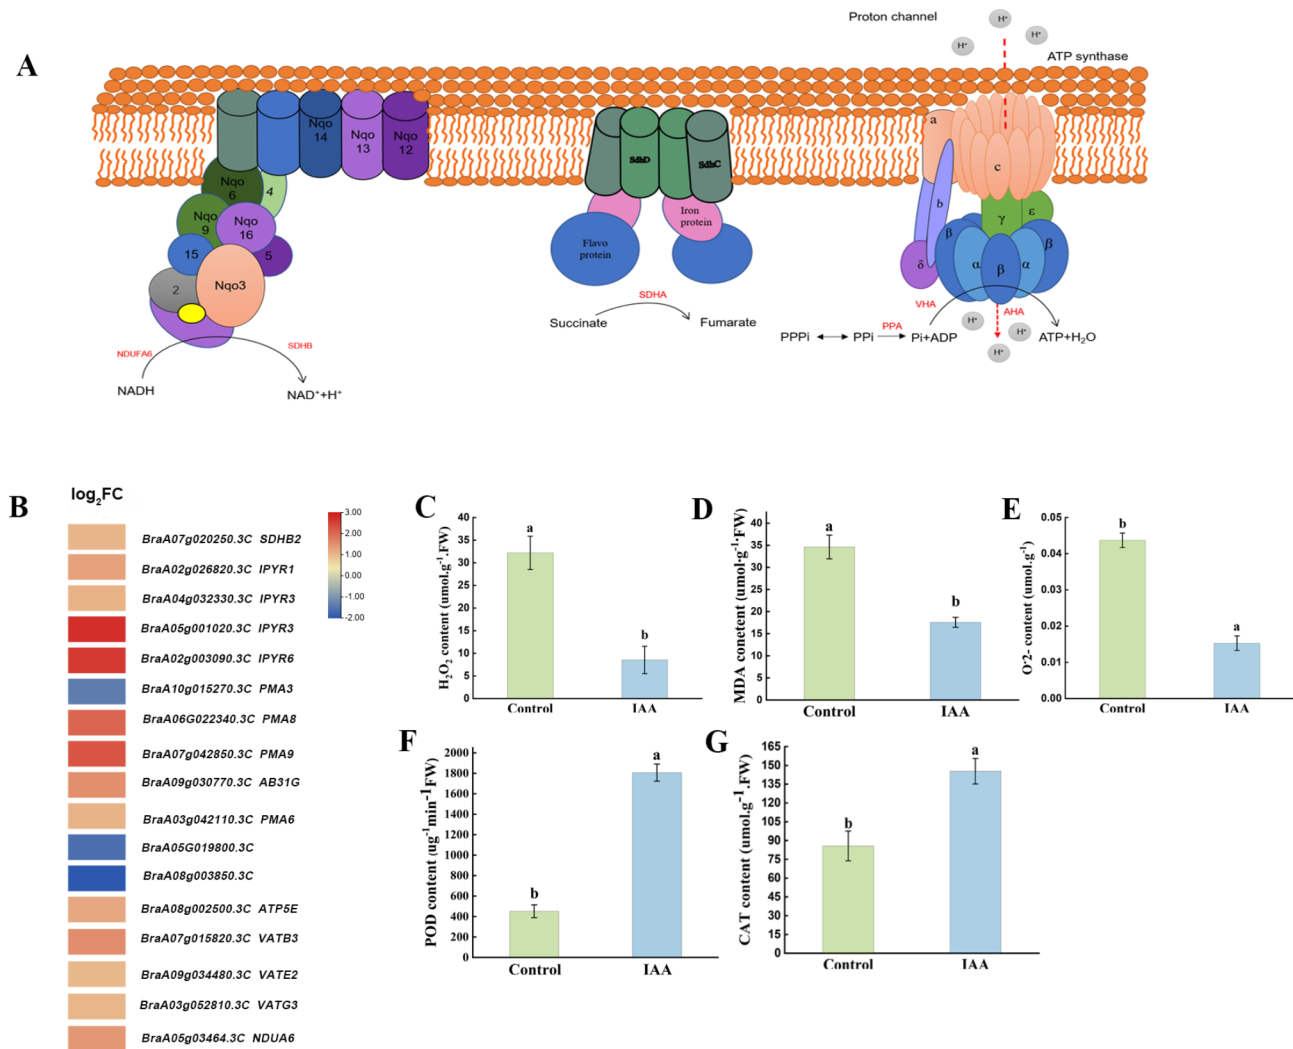 A
Proton channel
H⁺
H⁺
H⁺
ATP synthase
Nqo
14
Nqo
13
Nqo
12
Nqo
6
4
Nqo
9
Nqo
16
15
5
2
Nqo3
NDUFA6
SDHB
NADH
NAD⁺+H⁺
SdhD
SdhC
Iron
protein
Flavo
protein
SDHA
Succinate
Fumarate
a
c
b
γ
ε
β
β
δ
α
β
α
VHA
AHA
H⁺
H⁺
H⁺
PPPi
PPi
PPA
Pi+ADP
ATP+H₂O
B
log₂FC
BraA07g020250.3C SDHB2
BraA02g026820.3C IPYR1
BraA04g032330.3C IPYR3
BraA05g001020.3C IPYR3
BraA02g003090.3C IPYR6
BraA10g015270.3C PMA3
BraA06G022340.3C PMA8
BraA07g042850.3C PMA9
BraA09g030770.3C AB31G
BraA03g042110.3C PMA6
BraA05G019800.3C
BraA08g003850.3C
BraA08g002500.3C ATP5E
BraA07g015820.3C VATB3
BraA09g034480.3C VATE2
BraA03g052810.3C VATG3
BraA05g03464.3C NDUA6
3.00
2.00
1.00
0.00
-1.00
-2.00
C
H₂O₂ content (umol.g⁻¹.FW)
40
35
30
25
20
15
10
5
0
a
b
Control
IAA
D
MDA conetent (umol·g⁻¹·FW)
40
35
30
25
20
15
10
5
0
a
b
Control
IAA
E
O·2- content (umol.g⁻¹)
0.05
0.04
0.03
0.02
0.01
0.00
b
a
Control
IAA
F
POD content (ug⁻¹min⁻¹FW)
2000
1800
1600
1400
1200
1000
800
600
400
200
0
b
a
Control
IAA
G
CAT content (umol.g⁻¹.FW)
165
150
135
120
105
90
75
60
45
30
15
0
b
a
Control
IAA